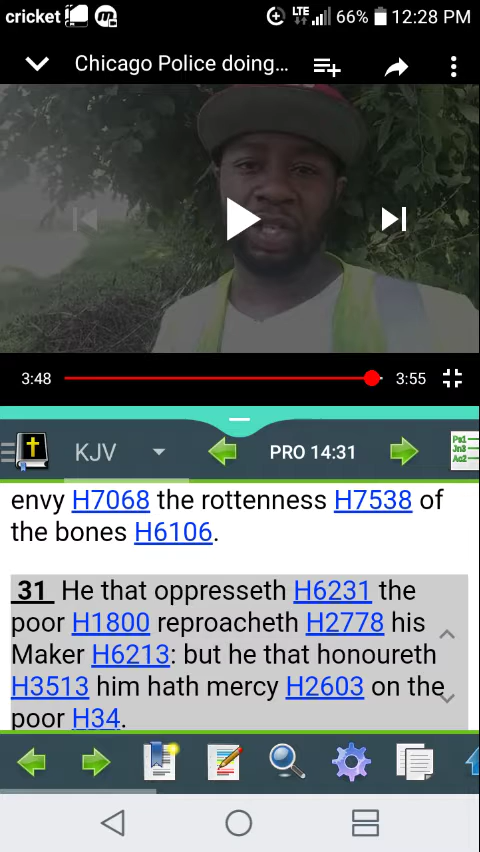 cricket LTE 66% 12:28 PM
Chicago Police doing...
3:48 3:55
KJV PRO 14:31
Ps1
Jn3
Ac2
envy H7068 the rottenness H7538 of
the bones H6106.
31 He that oppresseth H6231 the
poor H1800 reproacheth H2778 his
Maker H6213: but he that honoureth
H3513 him hath mercy H2603 on the
poor H34.